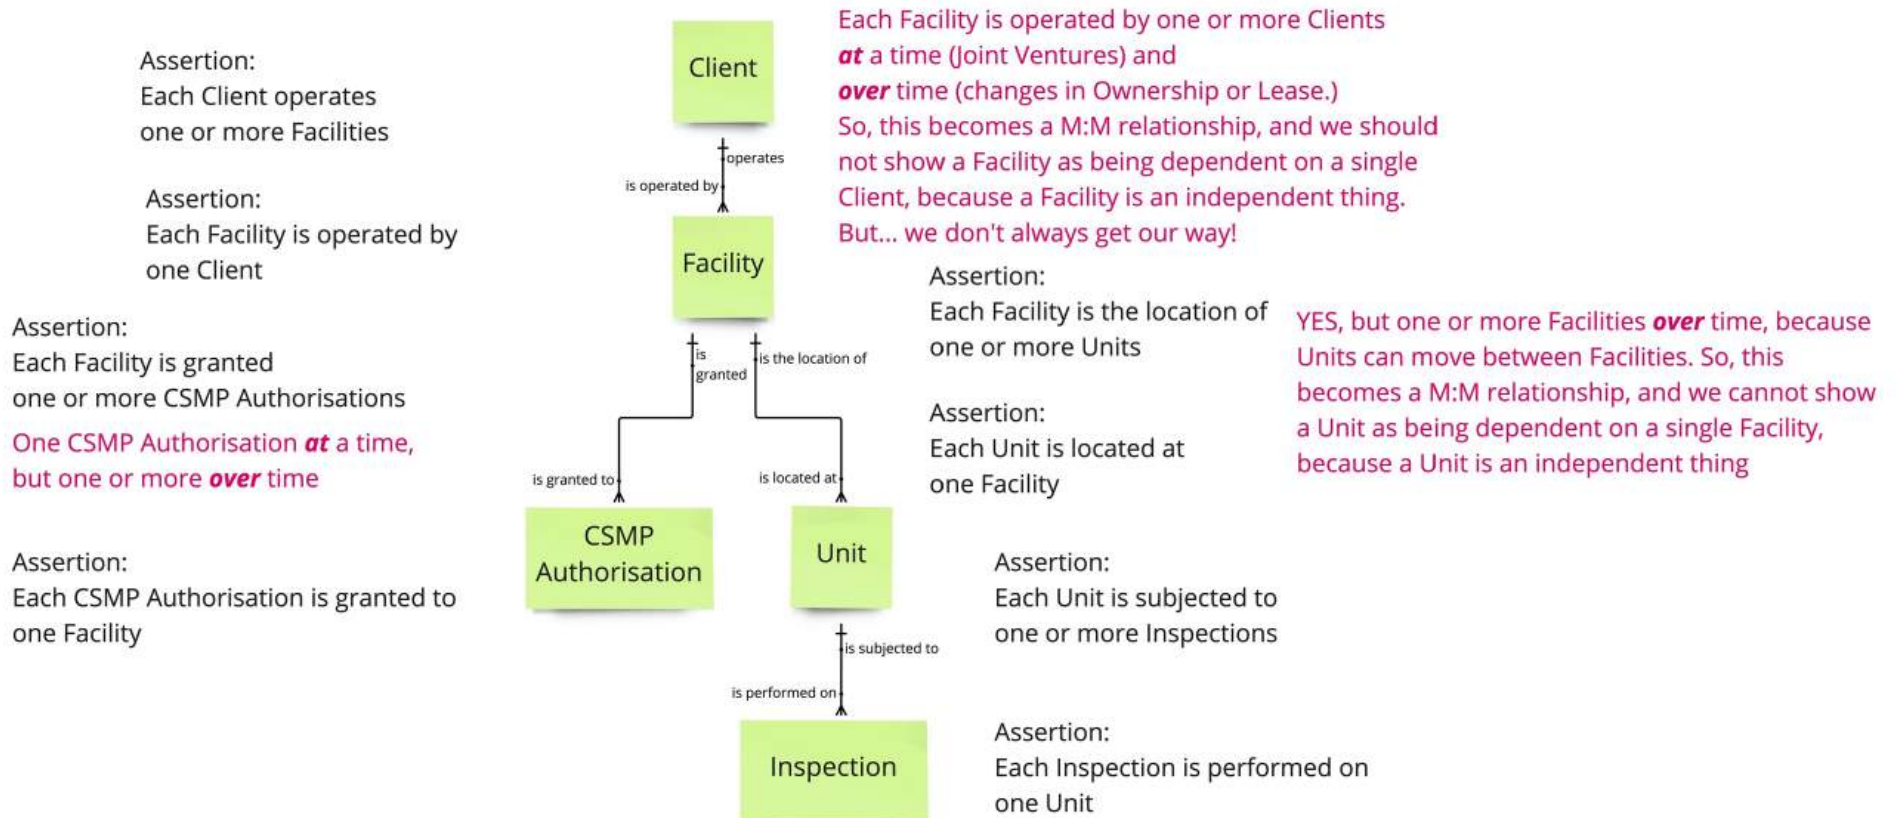 Client
Each Facility is operated by one or more Clients
at a time (Joint Ventures) and
over time (changes in Ownership or Lease.)
So, this becomes a M:M relationship, and we should
not show a Facility as being dependent on a single
Client, because a Facility is an independent thing.
But... we don't always get our way!
Assertion:
Each Client operates
one or more Facilities
operates
is operated by
Assertion:
Each Facility is operated by
one Client
Facility
Assertion:
Each Facility is the location of
one or more Units
YES, but one or more Facilities over time, because
Units can move between Facilities. So, this
becomes a M:M relationship, and we cannot show
a Unit as being dependent on a single Facility,
because a Unit is an independent thing
Assertion:
Each Facility is granted
one or more CSMP Authorisations
One CSMP Authorisation at a time,
but one or more over time
is
granted
is the location of
is granted to
is located at
Assertion:
Each Unit is located at
one Facility
CSMP
Authorisation
Unit
Assertion:
Each CSMP Authorisation is granted to
one Facility
Assertion:
Each Unit is subjected to
one or more Inspections
is subjected to
is performed on
Inspection
Assertion:
Each Inspection is performed on
one Unit